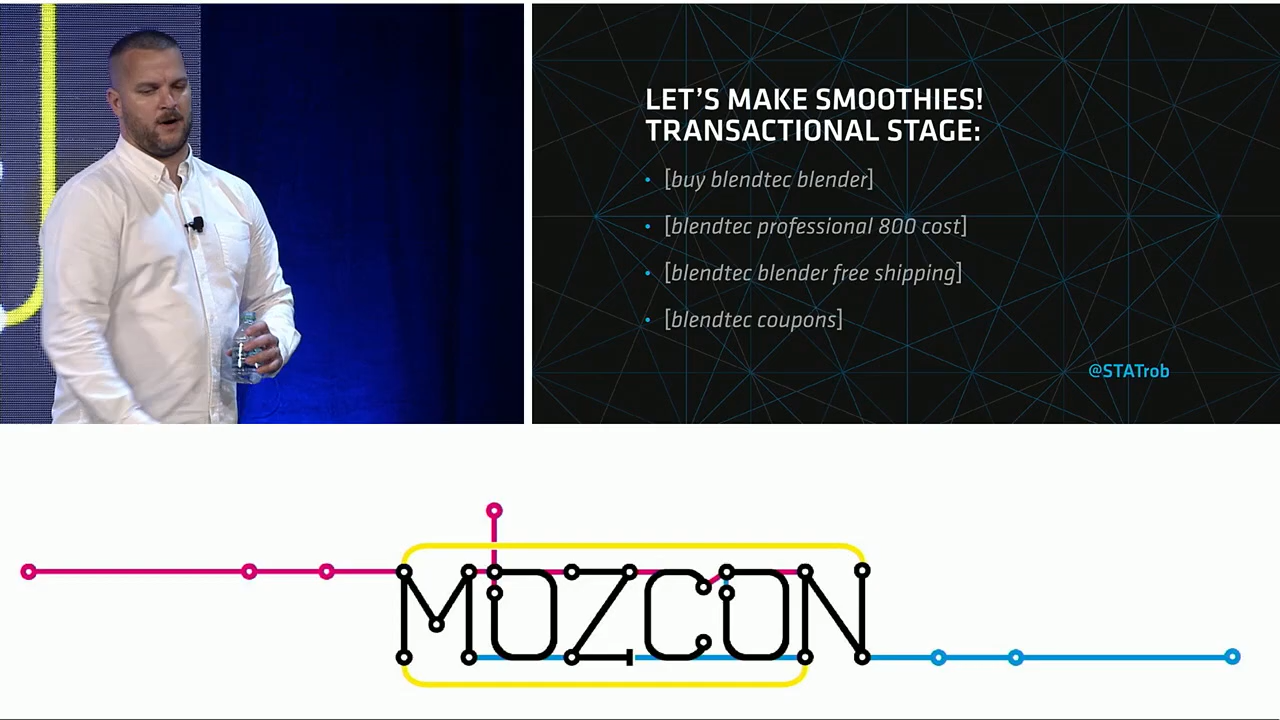 LET'S MAKE SMOOTHIES!
TRANSACTIONAL STAGE:
• [buy blendtec blender]
• [blendtec professional 800 cost]
• [blendtec blender free shipping]
• [blendtec coupons]
@STATrob
MOZCON